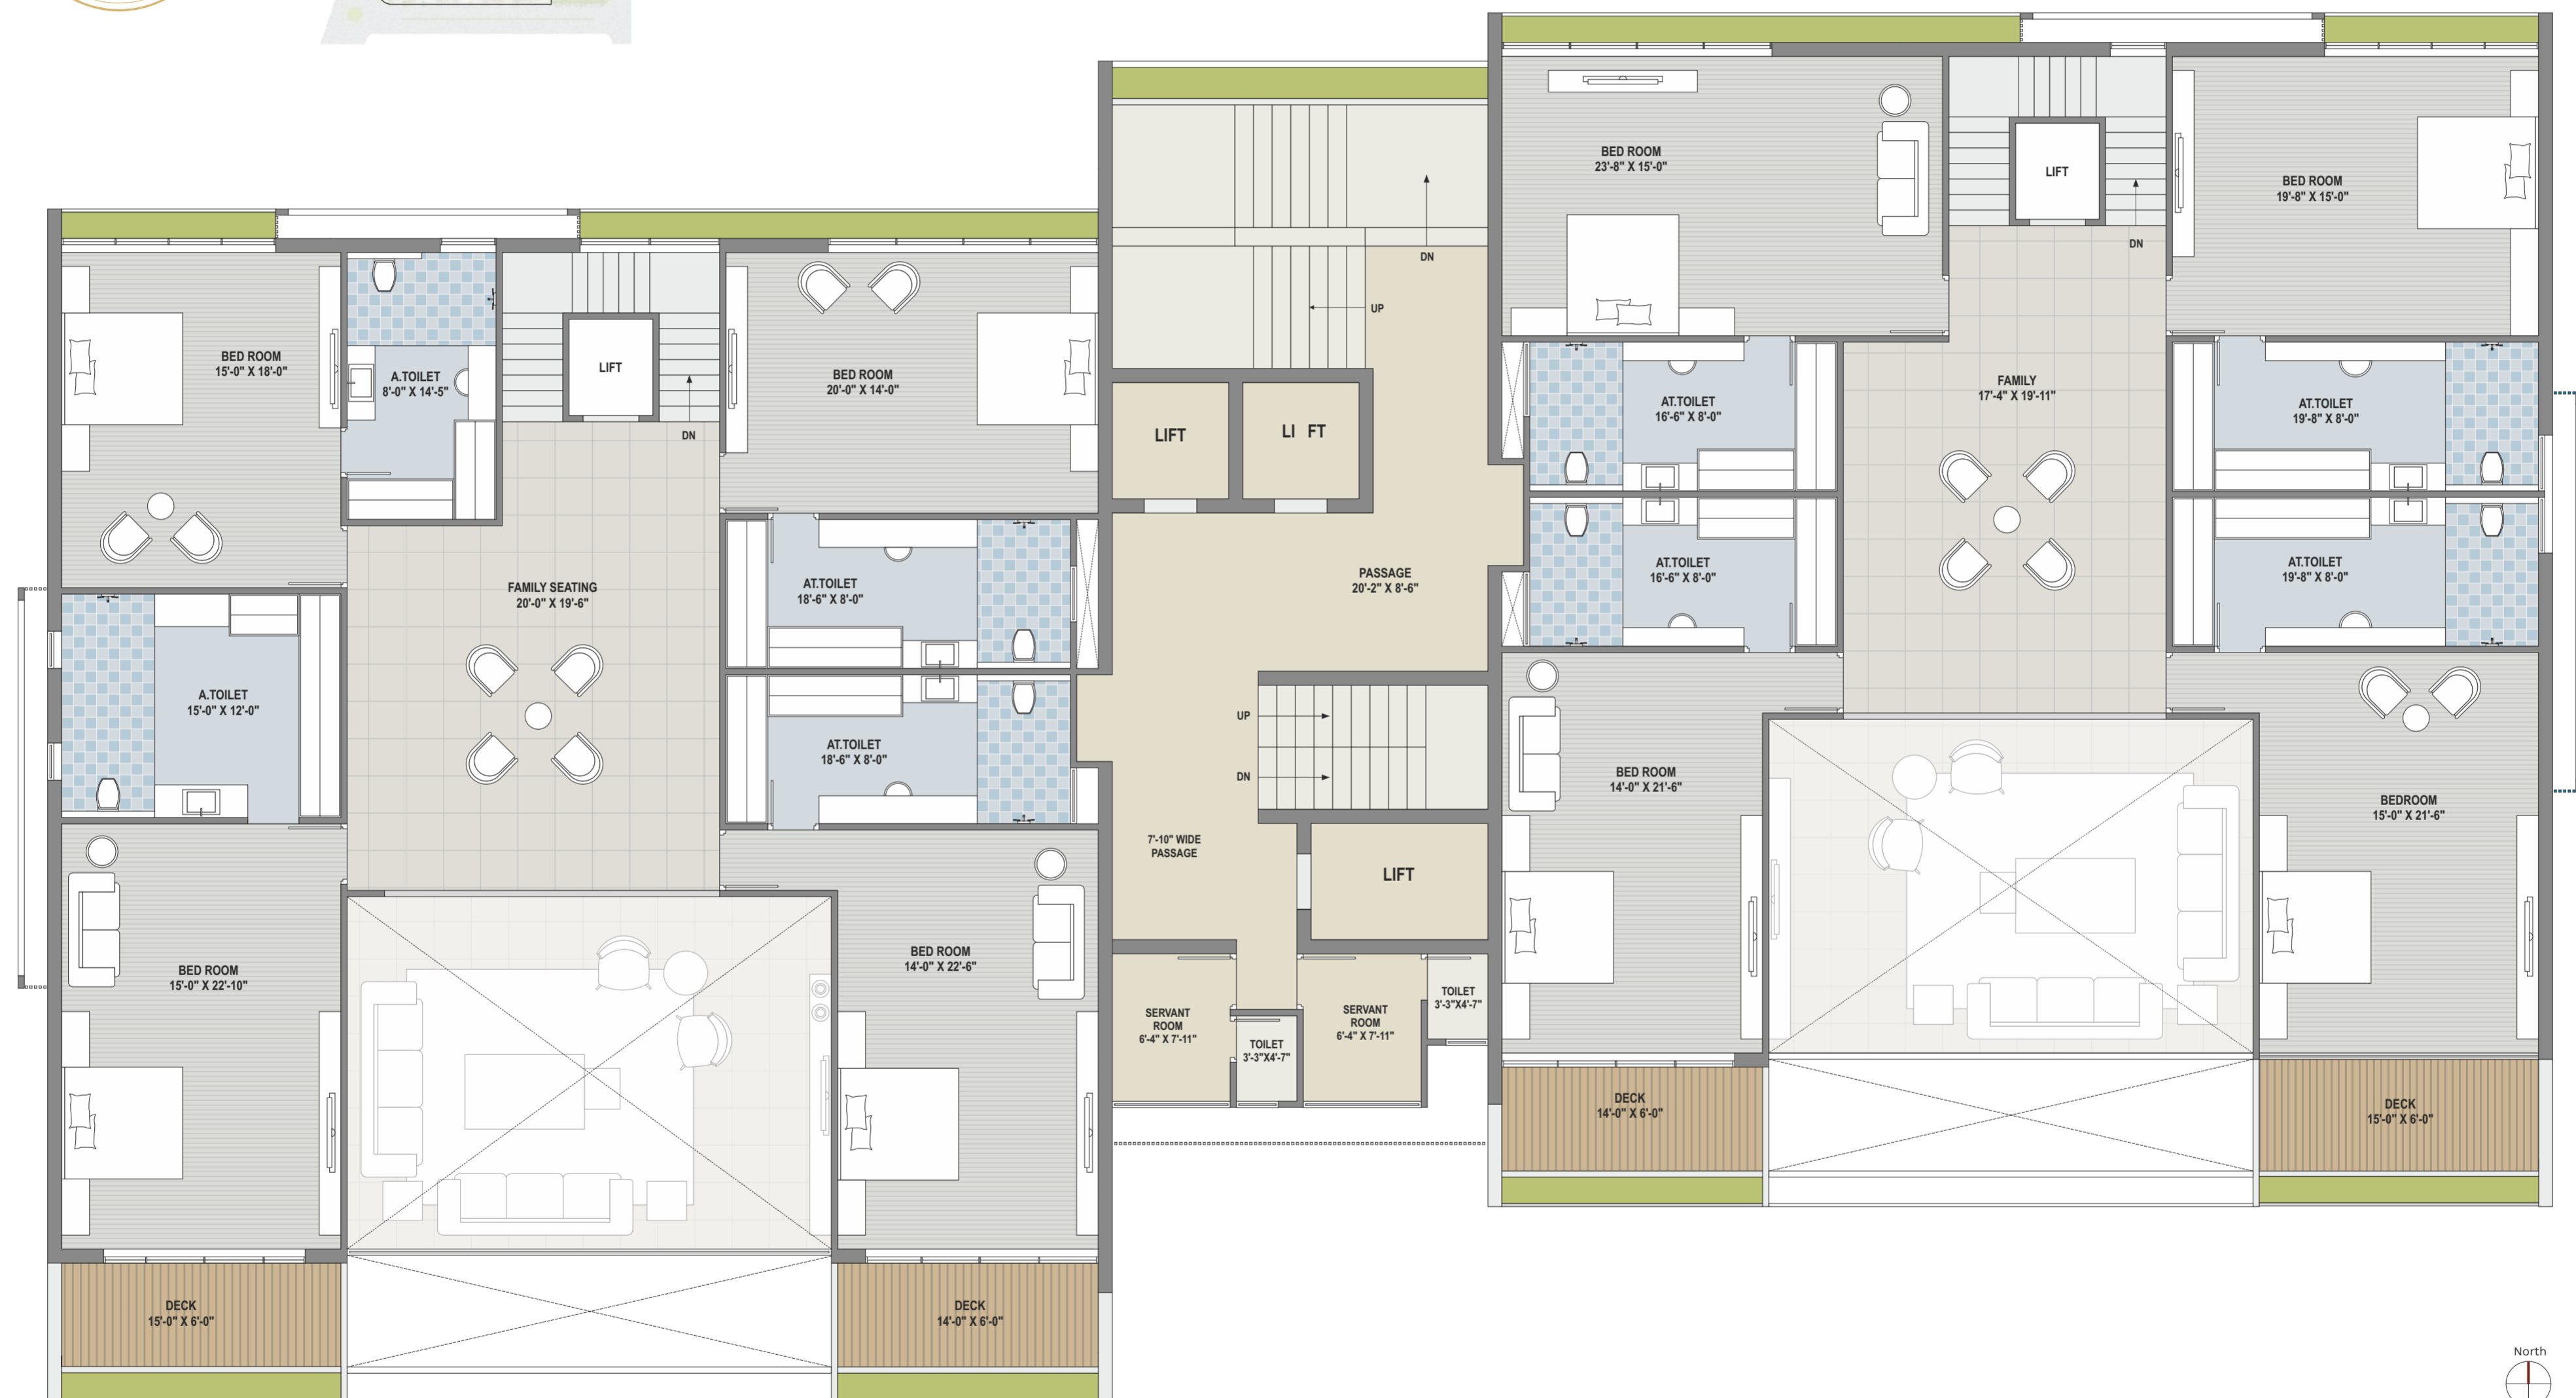 BED ROOM
15'-0" X 18'-0"
A.TOILET
8'-0" X 14'-5"
LIFT
DN
BED ROOM
20'-0" X 14'-0"
FAMILY SEATING
20'-0" X 19'-6"
AT.TOILET
18'-6" X 8'-0"
A.TOILET
15'-0" X 12'-0"
AT.TOILET
18'-6" X 8'-0"
BED ROOM
15'-0" X 22'-10"
BED ROOM
14'-0" X 22'-6"
DECK
15'-0" X 6'-0"
DECK
14'-0" X 6'-0"
DN
UP
LIFT
LI FT
PASSAGE
20'-2" X 8'-6"
UP
DN
7'-10" WIDE
PASSAGE
LIFT
SERVANT
ROOM
6'-4" X 7'-11"
TOILET
3'-3"X4'-7"
SERVANT
ROOM
6'-4" X 7'-11"
TOILET
3'-3"X4'-7"
BED ROOM
23'-8" X 15'-0"
LIFT
DN
BED ROOM
19'-8" X 15'-0"
FAMILY
17'-4" X 19'-11"
AT.TOILET
16'-6" X 8'-0"
AT.TOILET
19'-8" X 8'-0"
AT.TOILET
16'-6" X 8'-0"
AT.TOILET
19'-8" X 8'-0"
BED ROOM
14'-0" X 21'-6"
BEDROOM
15'-0" X 21'-6"
DECK
14'-0" X 6'-0"
DECK
15'-0" X 6'-0"
North